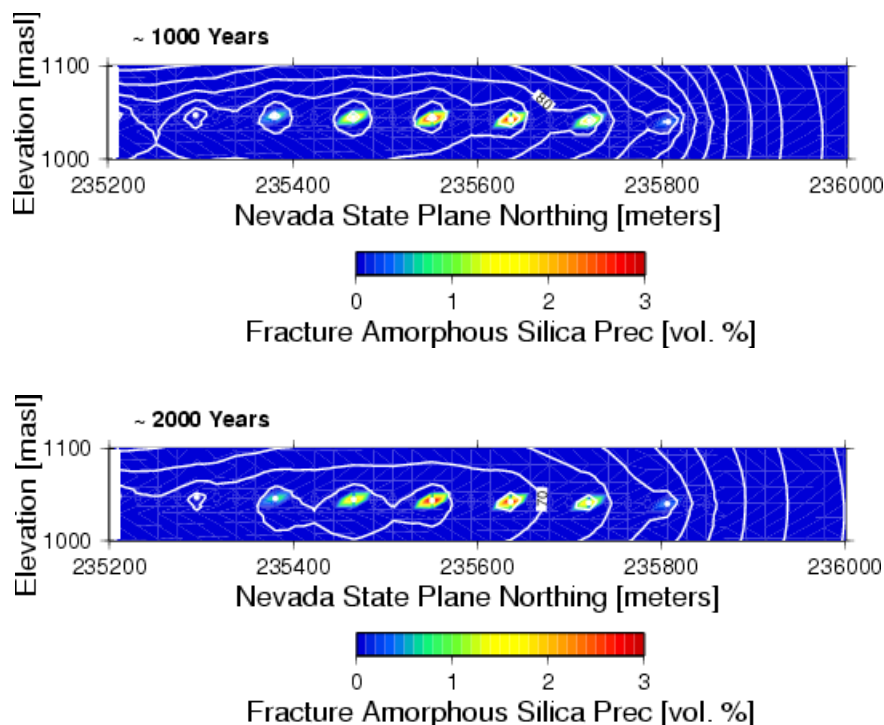 ~ 1000 Years
Elevation [masl]
1100
1000
80
235200 235400 235600 235800 236000
Nevada State Plane Northing [meters]
0 1 2 3
Fracture Amorphous Silica Prec [vol. %]
~ 2000 Years
Elevation [masl]
1100
1000
70
235200 235400 235600 235800 236000
Nevada State Plane Northing [meters]
0 1 2 3
Fracture Amorphous Silica Prec [vol. %]